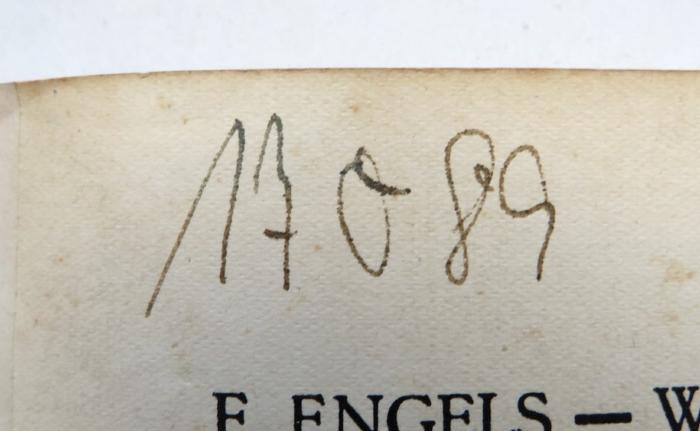 17089
F. ENGELS — W